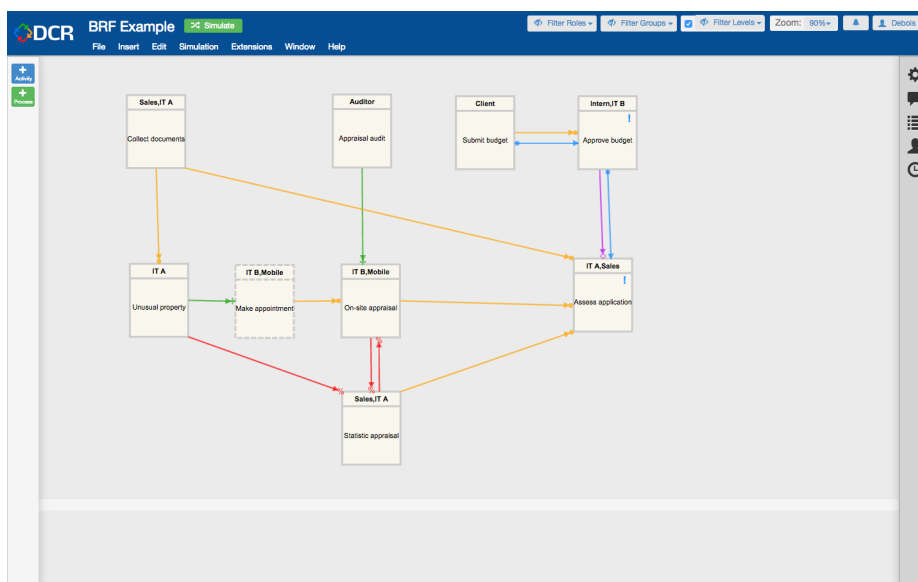 DCR
BRF Example
Simulate
Filter Roles
Filter Groups
Filter Levels
Zoom: 80%
Debois
File Insert Edit Simulation Extensions Window Help
+
Activity
+
Process
Sales,IT A
Collect documents
Auditor
Appraisal audit
Client
Submit budget
Intern,IT B
!
Approve budget
IT A
Unusual property
IT B,Mobile
Make appointment
IT B,Mobile
On-site appraisal
IT A,Sales
!
Assess application
%
%
%
Sales,IT A
Statistic appraisal